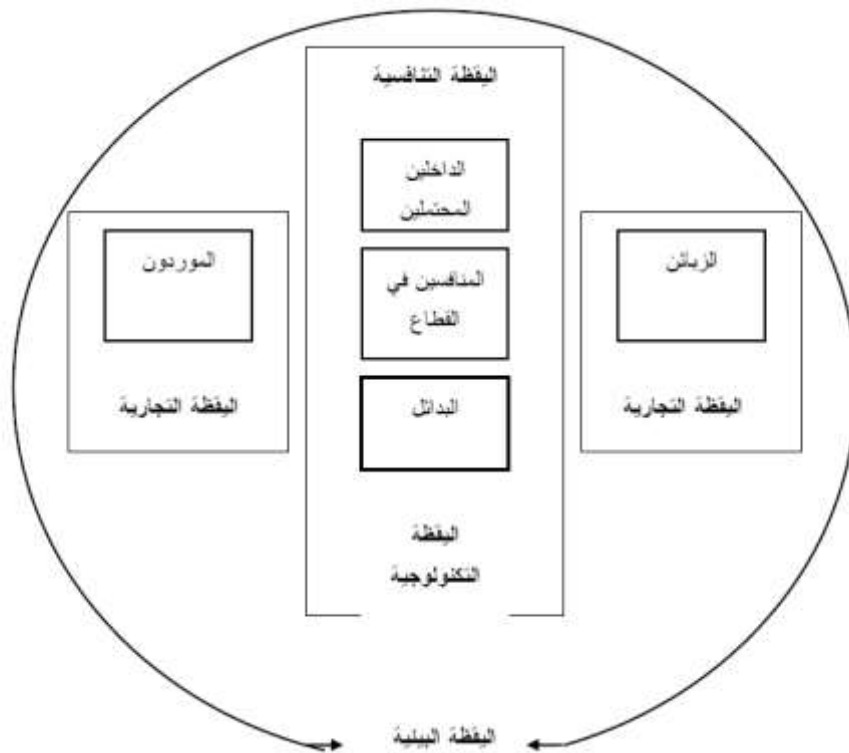 اليقظة التنافسية
الداخلين
المحتملين
الزبائن
الموردون
المنافسين في
القطاع
اليقظة التجارية
اليقظة التجارية
البدائل
اليقظة
التكنولوجية
اليقظة البيئية